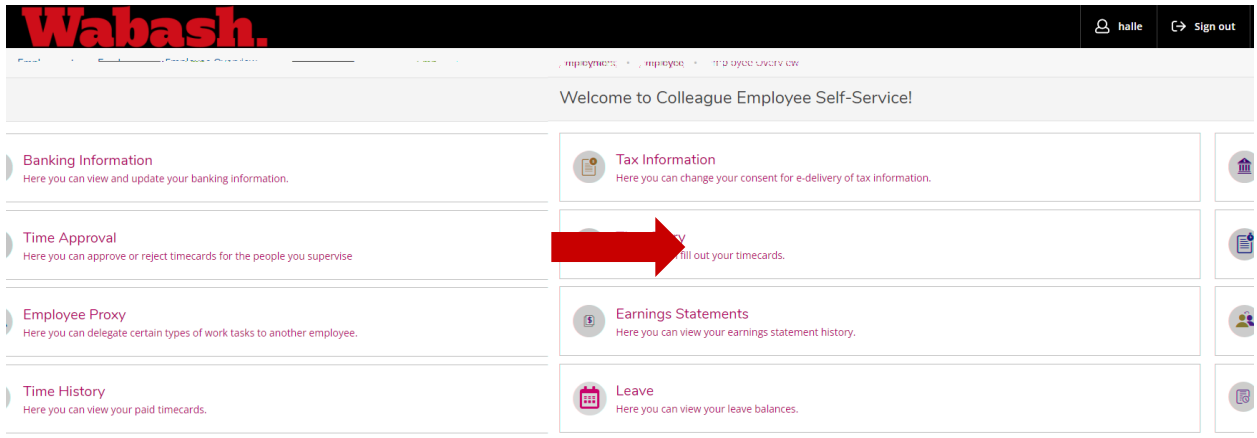 Wabash.
halle
Sign out
Employee Overview
Welcome to Colleague Employee Self-Service!
Banking Information
Here you can view and update your banking information.
Tax Information
Here you can change your consent for e-delivery of tax information.
Time Approval
Here you can approve or reject timecards for the people you supervise
fill out your timecards.
Employee Proxy
Here you can delegate certain types of work tasks to another employee.
Earnings Statements
Here you can view your earnings statement history.
Time History
Here you can view your paid timecards.
Leave
Here you can view your leave balances.